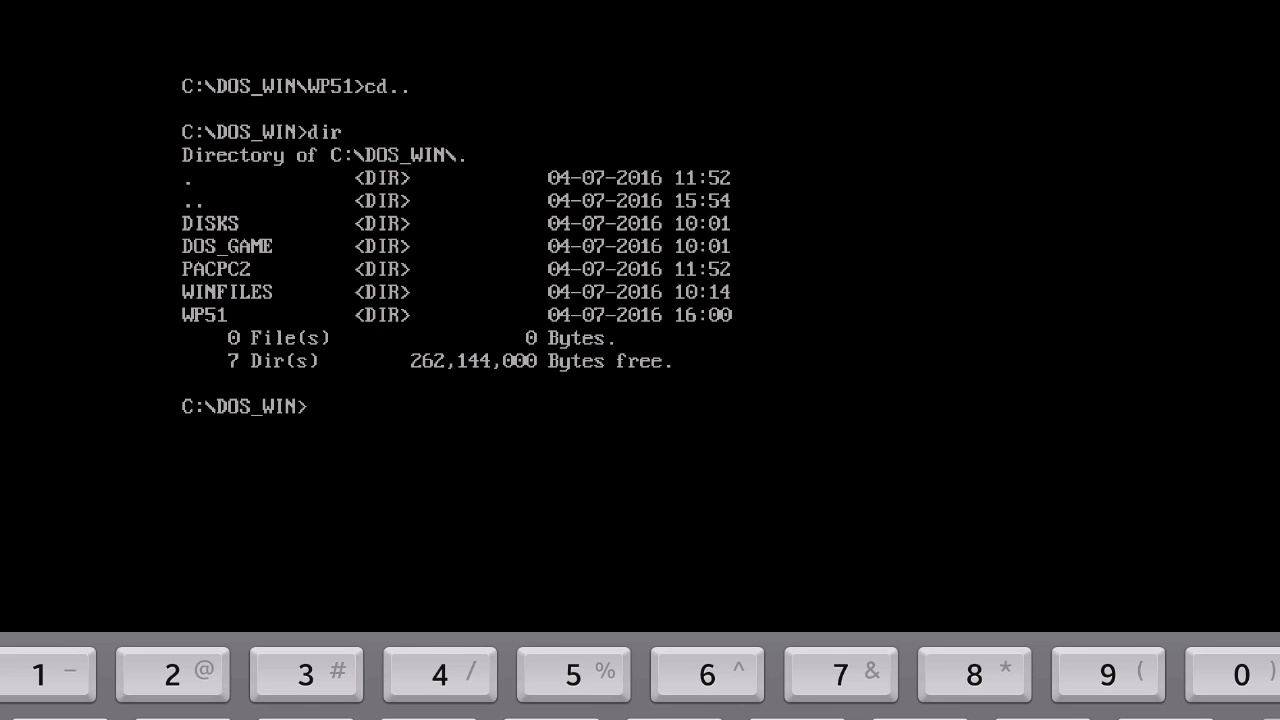 C:\DOS_WIN\WP51>cd..
C:\DOS_WIN>dir
Directory of C:\DOS_WIN\.
. <DIR> 04-07-2016 11:52
.. <DIR> 04-07-2016 15:54
DISKS <DIR> 04-07-2016 10:01
DOS_GAME <DIR> 04-07-2016 10:01
PACPC2 <DIR> 04-07-2016 11:52
WINFILES <DIR> 04-07-2016 10:14
WP51 <DIR> 04-07-2016 16:00
0 File(s) 0 Bytes.
7 Dir(s) 262,144,000 Bytes free.
C:\DOS_WIN>
1 – 2 @ 3 # 4 / 5 % 6 ^ 7 & 8 * 9 ( 0 )